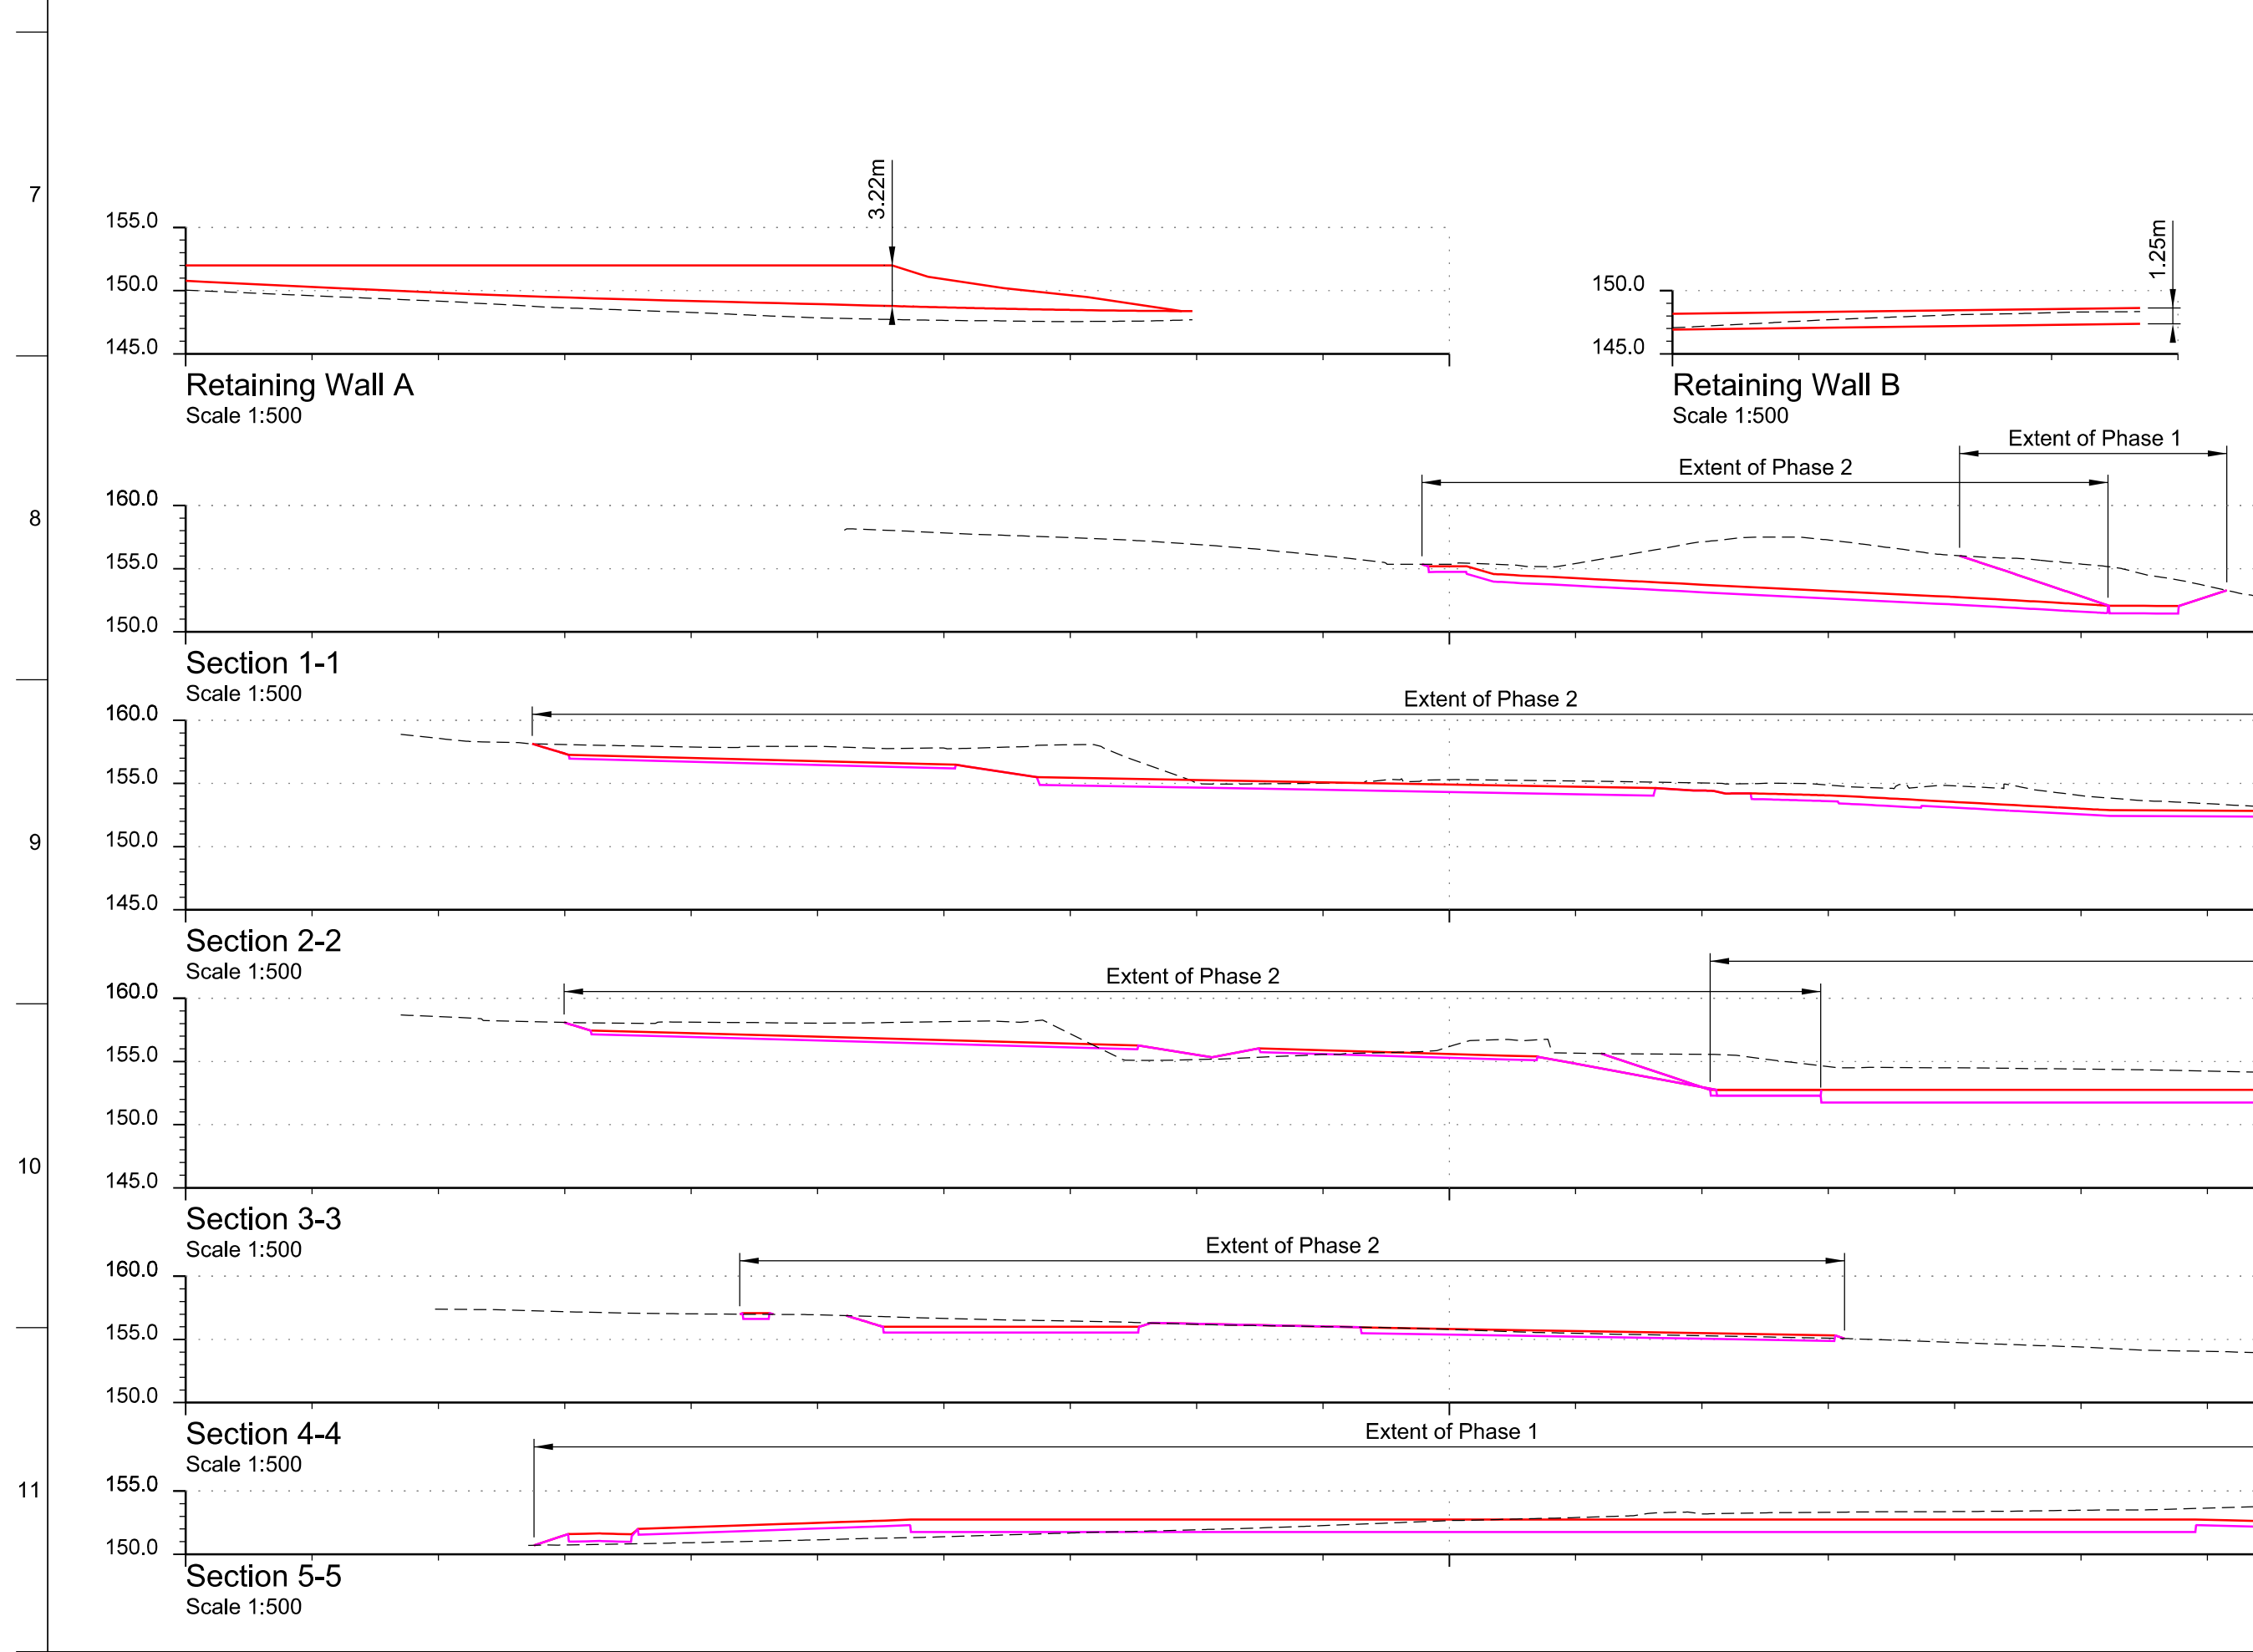 7
3.22m
155.0
150.0
145.0
Retaining Wall A
Scale 1:500
1.25m
150.0
145.0
Retaining Wall B
Scale 1:500
8
Extent of Phase 1
Extent of Phase 2
160.0
155.0
150.0
Section 1-1
Scale 1:500
9
Extent of Phase 2
160.0
155.0
150.0
145.0
Section 2-2
Scale 1:500
10
Extent of Phase 2
160.0
155.0
150.0
145.0
Section 3-3
Scale 1:500
Extent of Phase 2
160.0
155.0
150.0
Section 4-4
Scale 1:500
11
Extent of Phase 1
155.0
150.0
Section 5-5
Scale 1:500